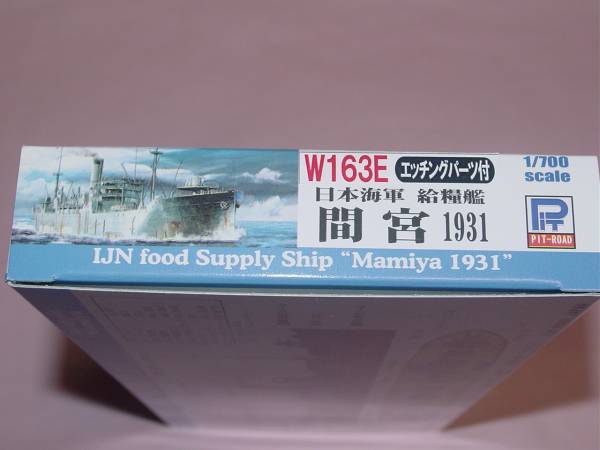 W163E エッチングパーツ付
1/700
scale
日本海軍 給糧艦
間宮 1931
PiT
PIT-ROAD
IJN food Supply Ship "Mamiya 1931"